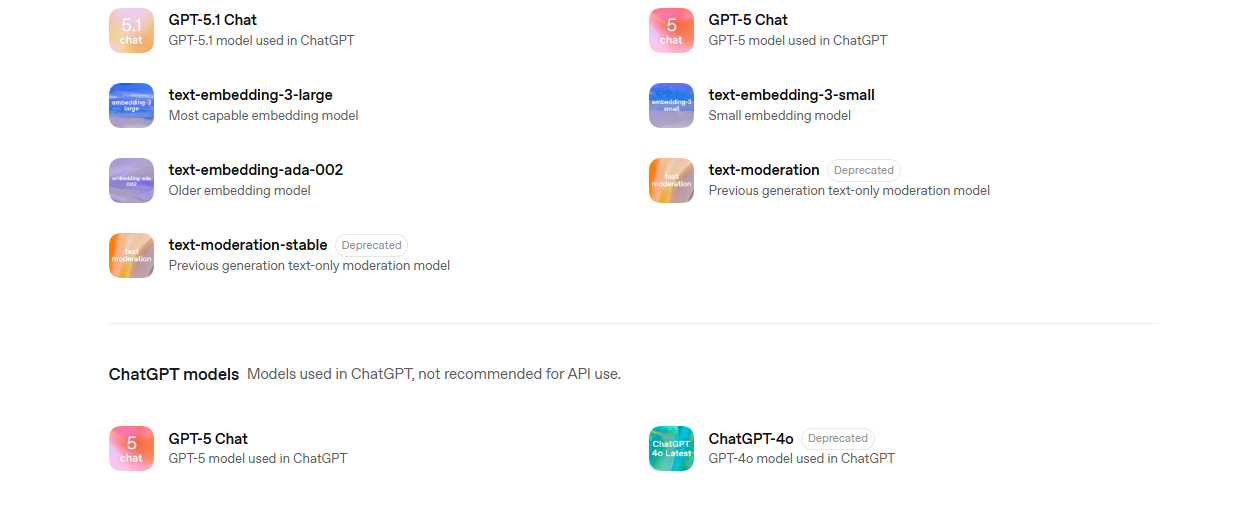 5.1
chat
GPT-5.1 Chat
GPT-5.1 model used in ChatGPT
5
chat
GPT-5 Chat
GPT-5 model used in ChatGPT
embedding-3
large
text-embedding-3-large
Most capable embedding model
embedding-3
small
text-embedding-3-small
Small embedding model
embedding-ada
002
text-embedding-ada-002
Older embedding model
text
moderation
text-moderation Deprecated
Previous generation text-only moderation model
text
moderation
text-moderation-stable Deprecated
Previous generation text-only moderation model
ChatGPT models Models used in ChatGPT, not recommended for API use.
5
chat
GPT-5 Chat
GPT-5 model used in ChatGPT
ChatGPT
4o Latest
ChatGPT-4o Deprecated
GPT-4o model used in ChatGPT